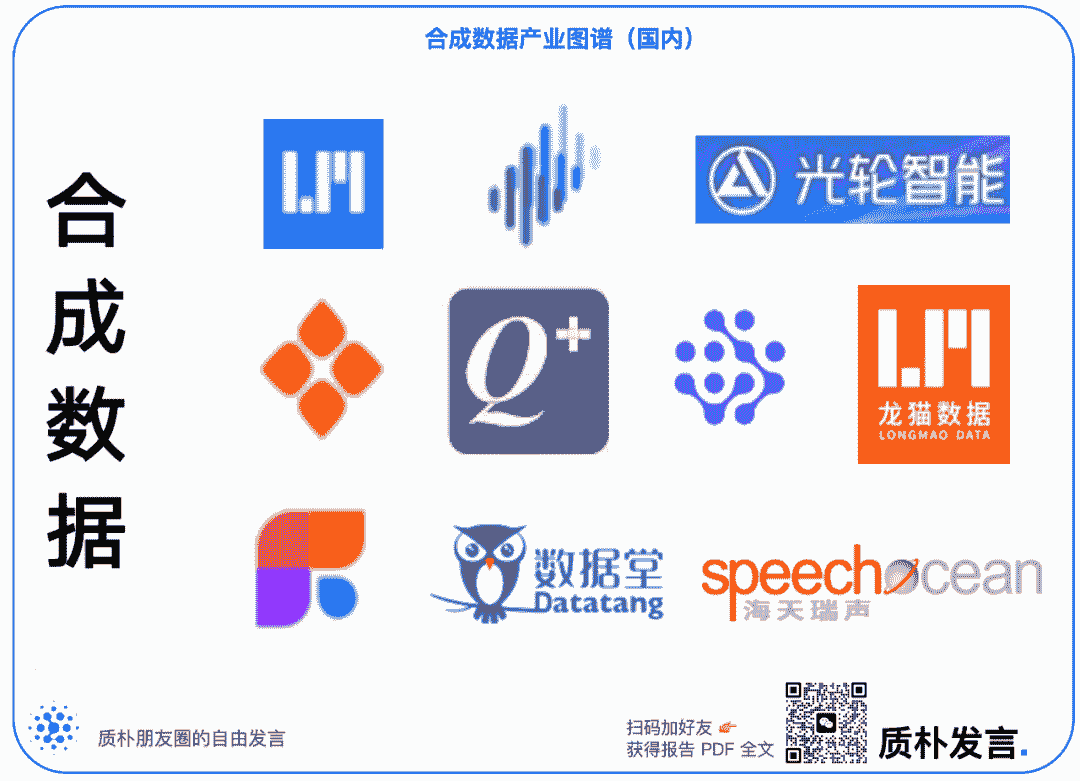 合成数据产业图谱（国内）
合成数据
光轮智能
Q+
龙猫数据
LONGMAO DATA
数据堂
Datatang
speechocean
海天瑞声
质朴朋友圈的自由发言
扫码加好友
获得报告 PDF 全文
质朴发言.